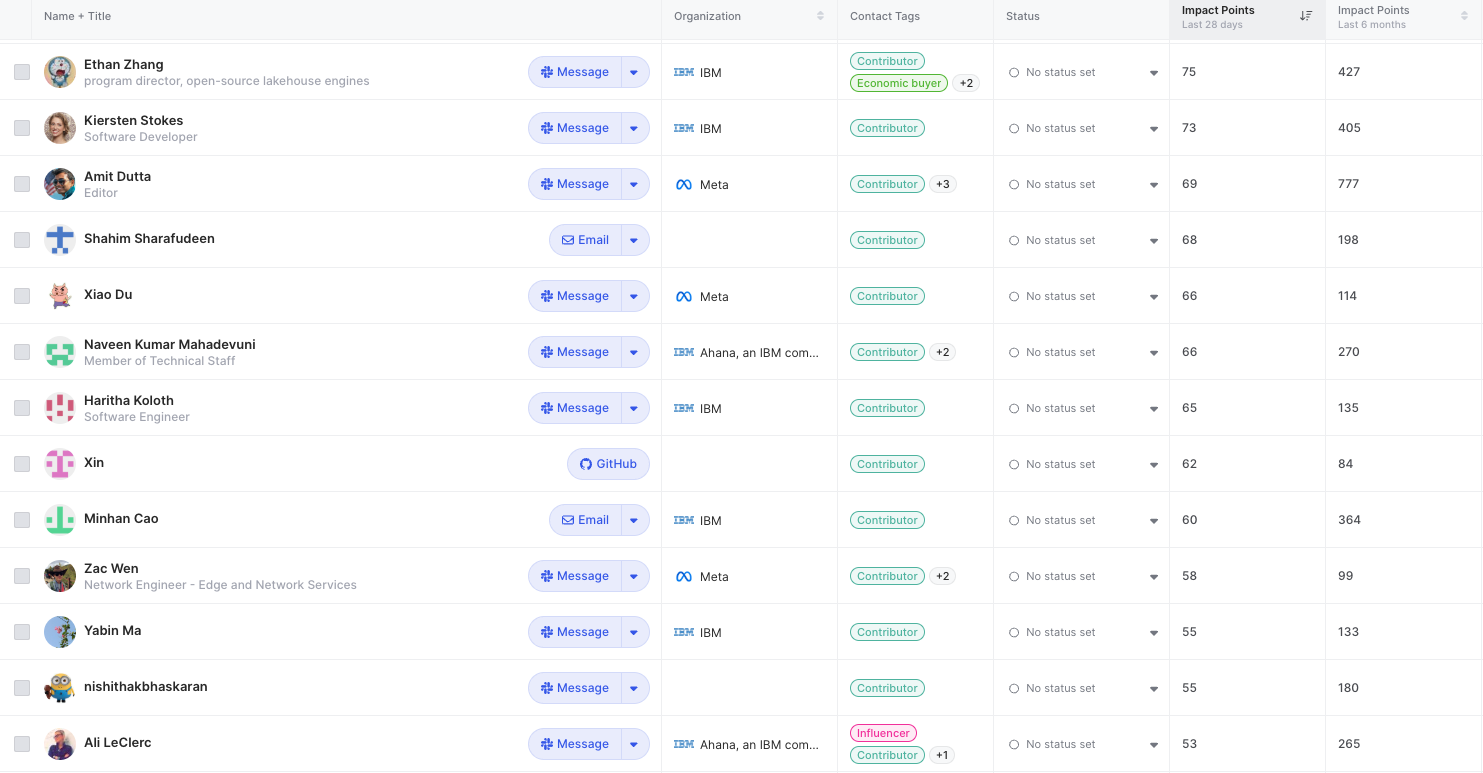 Name + Title Organization Contact Tags Status Impact Points Impact Points
Last 28 days Last 6 months
Ethan Zhang
program director, open-source lakehouse engines
Message IBM IBM Contributor
Economic buyer +2 No status set 75 427
Kiersten Stokes
Software Developer
Message IBM IBM Contributor No status set 73 405
Amit Dutta
Editor
Message Meta Contributor +3 No status set 69 777
Shahim Sharafudeen
Email Contributor No status set 68 198
Xiao Du
Message Meta Contributor No status set 66 114
Naveen Kumar Mahadevuni
Member of Technical Staff
Message IBM Ahana, an IBM com... Contributor +2 No status set 66 270
Haritha Koloth
Software Engineer
Message IBM IBM Contributor No status set 65 135
Xin
GitHub Contributor No status set 62 84
Minhan Cao
Email IBM IBM Contributor No status set 60 364
Zac Wen
Network Engineer - Edge and Network Services
Message Meta Contributor +2 No status set 58 99
Yabin Ma
Message IBM IBM Contributor No status set 55 133
nishithakbhaskaran
Message Contributor No status set 55 180
Ali LeClerc
Message IBM Ahana, an IBM com... Influencer
Contributor +1 No status set 53 265